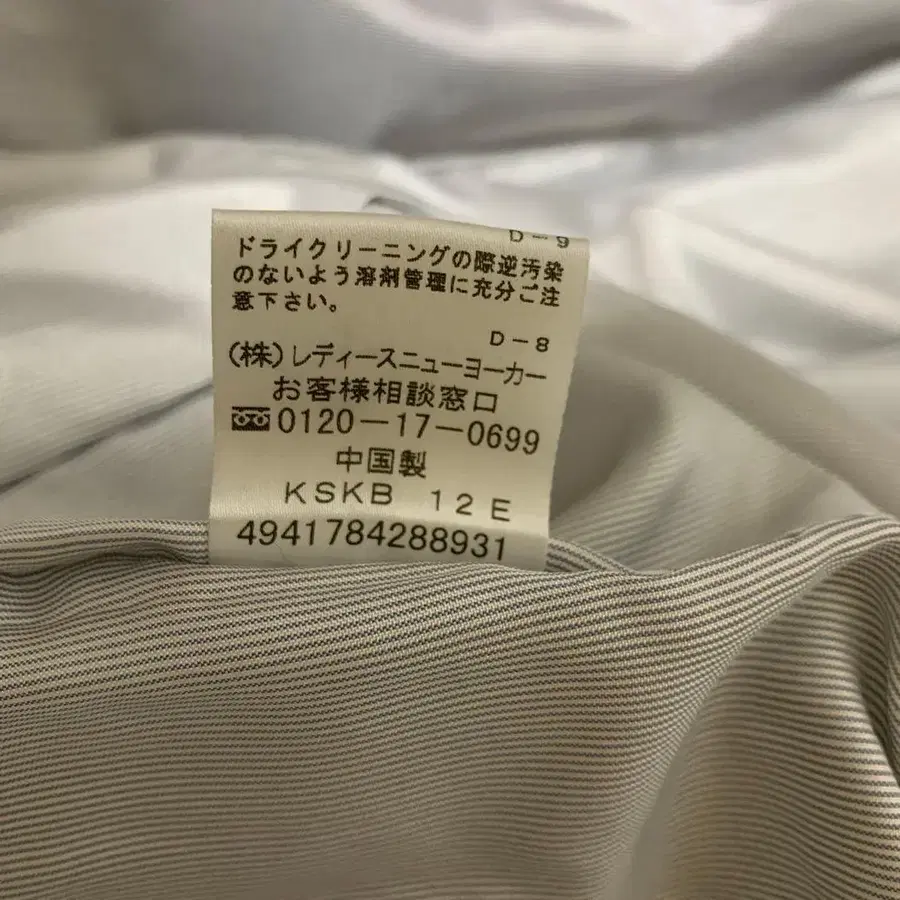 D－9
ドライクリーニングの際逆汚染
のないよう溶剤管理に充分ご注
意下さい。
D－8
(株)レディースニューヨーカー
お客様相談窓口
0120－17－0699
中国製
KSKB 12E
4941784288931